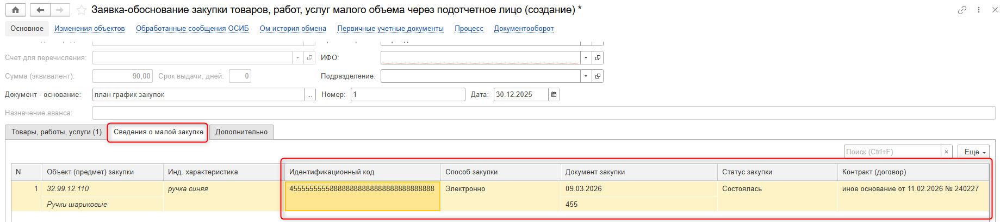 Заявка-обоснование закупки товаров, работ, услуг малого объема через подотчетное лицо (создание) *
Основное Изменения объектов Обработанные сообщения ОСИБ Ом история обмена Первичные учетные документы Процесс Документооборот
Счет для перечисления: ИФО:
Сумма (эквивалент): 90,00 Срок выдачи, дней: 0 Подразделение:
Документ - основание: план график закупок ... Номер: 1 Дата: 30.12.2025
Назначение аванса:
Товары, работы, услуги (1) Сведения о малой закупке Дополнительно
Поиск (Ctrl+F) × Еще
N Объект (предмет) закупки Инд. характеристика Идентификационный код Способ закупки Документ закупки Статус закупки Контракт (договор)
1 32.99.12.110 ручка синяя Электронно 09.03.2026 Состоялась иное основание от 11.02.2026 № 240227
Ручки шариковые 455